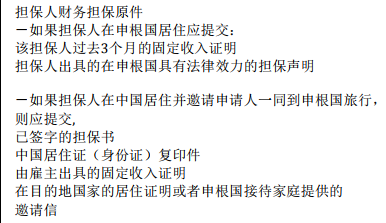 担保人财务担保原件
－如果担保人在申根国居住应提交：
该担保人过去3个月的固定收入证明
担保人出具的在申根国具有法律效力的担保声明
－如果担保人在中国居住并邀请申请人一同到申根国旅行，
则应提交,
已签字的担保书
中国居住证（身份证）复印件
由雇主出具的固定收入证明
在目的地国家的居住证明或者申根国接待家庭提供的
邀请信